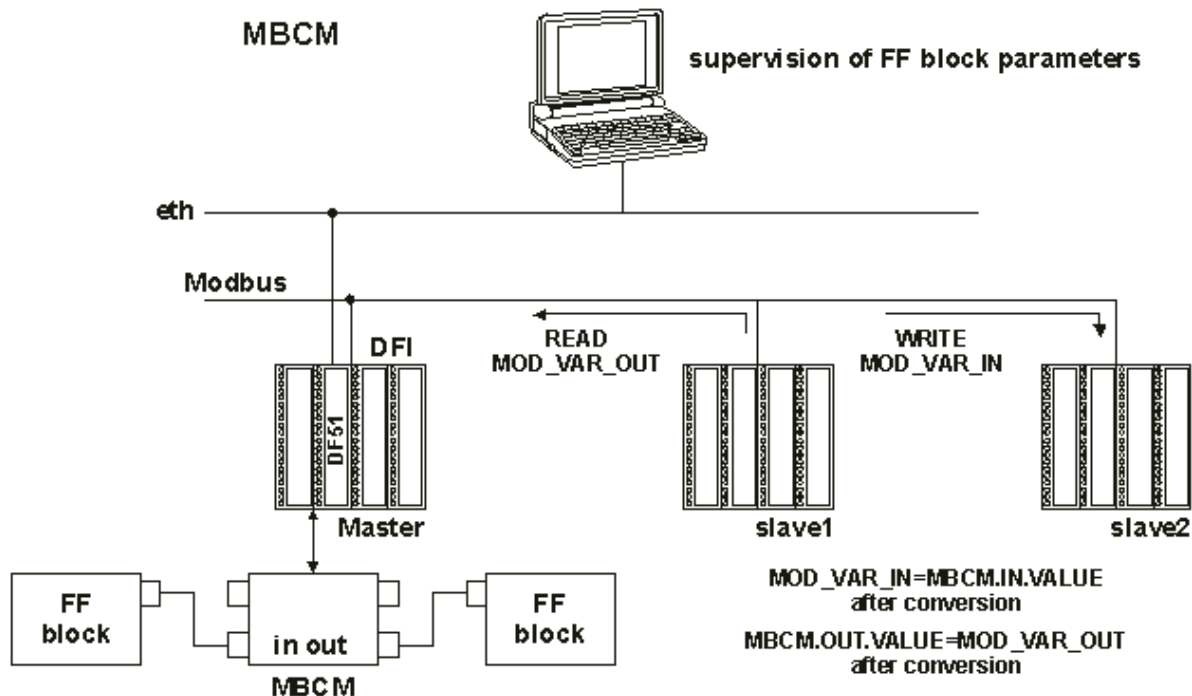 MBCM
supervision of FF block parameters
eth
Modbus
DFI
READ
MOD_VAR_OUT
WRITE
MOD_VAR_IN
DF51
Master
slave1
slave2
FF
block
in out
MBCM
FF
block
MOD_VAR_IN=MBCM.IN.VALUE
after conversion
MBCM.OUT.VALUE=MOD_VAR_OUT
after conversion